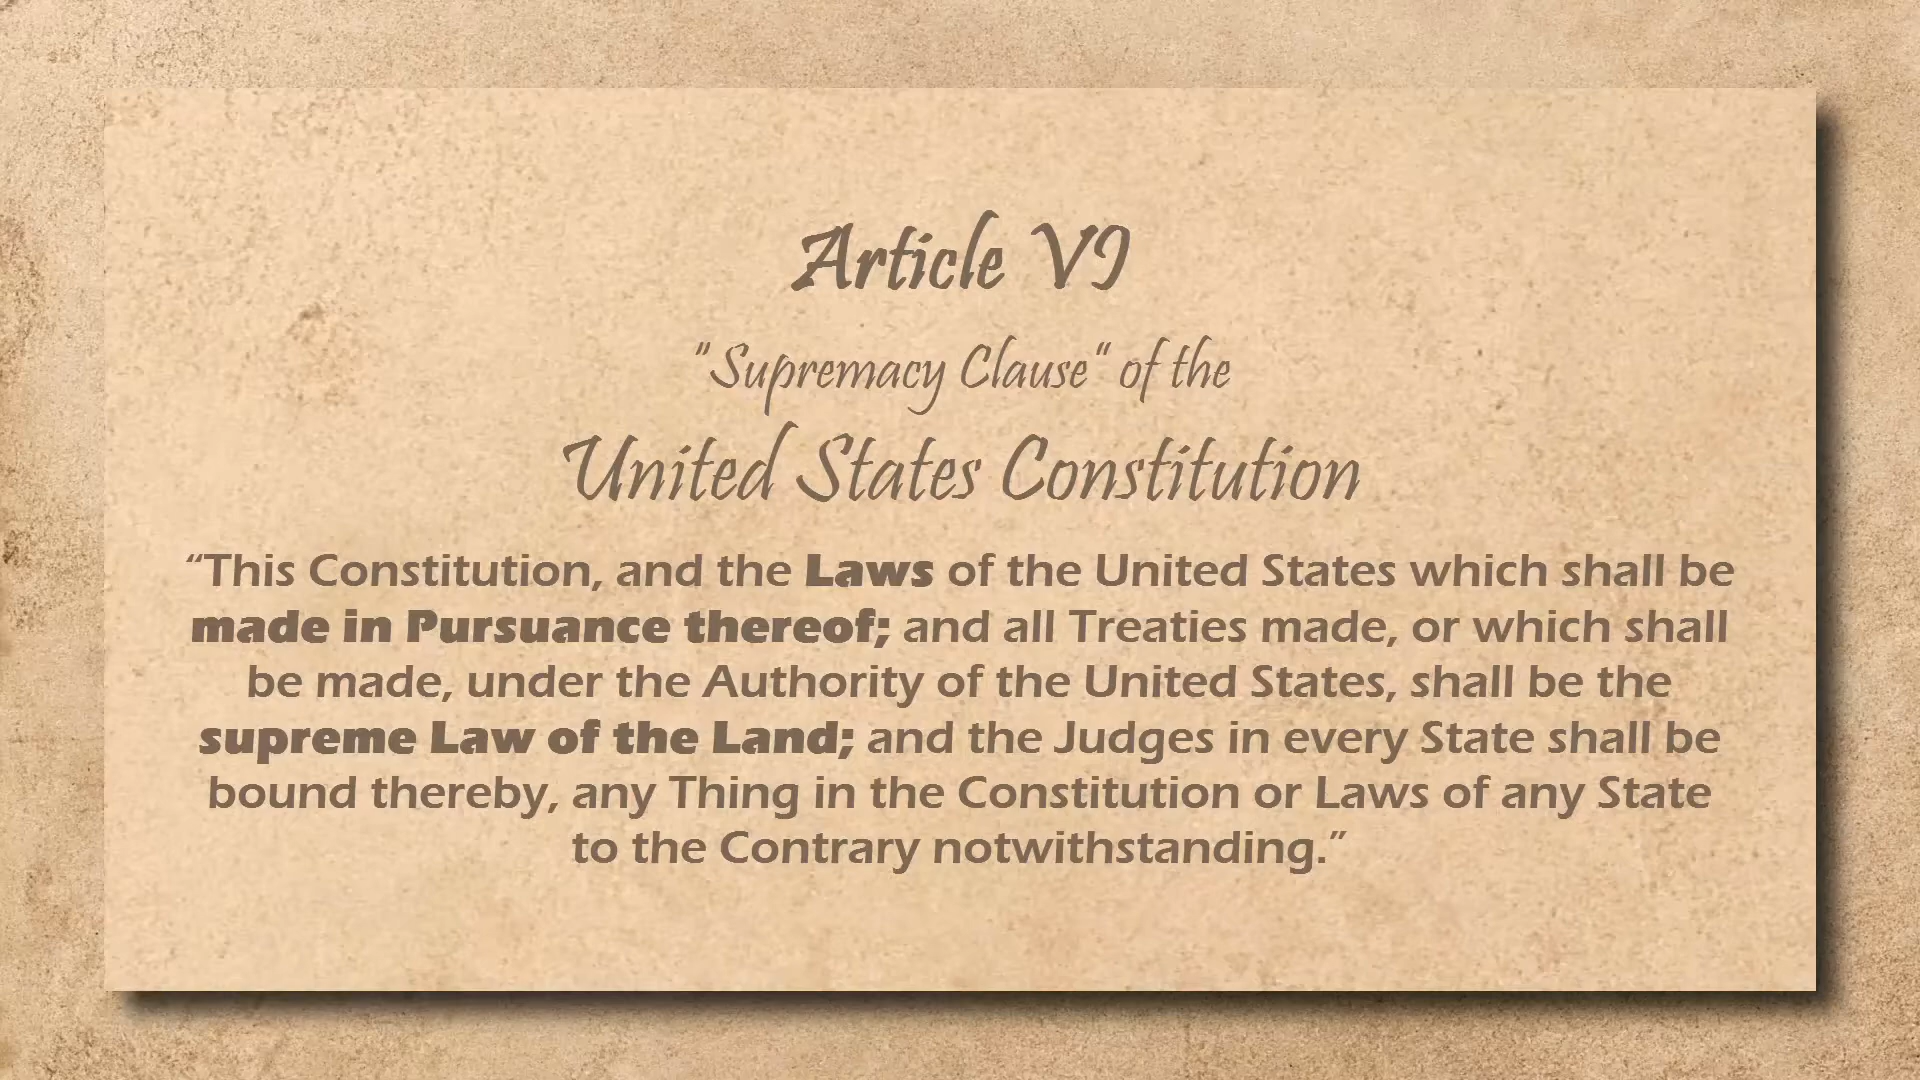 Article VI
"Supremacy Clause" of the
United States Constitution
“This Constitution, and the Laws of the United States which shall be
made in Pursuance thereof; and all Treaties made, or which shall
be made, under the Authority of the United States, shall be the
supreme Law of the Land; and the Judges in every State shall be
bound thereby, any Thing in the Constitution or Laws of any State
to the Contrary notwithstanding.”